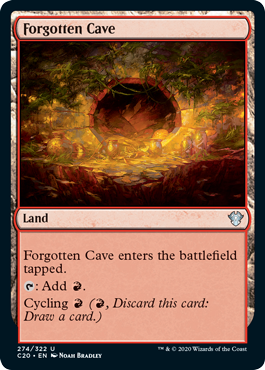 Forgotten Cave
Land
Forgotten Cave enters the battlefield
tapped.
: Add .
Cycling  (, Discard this card:
Draw a card.)
274/322 U
C20 • EN Noah Bradley
™ & © 2020 Wizards of the Coast